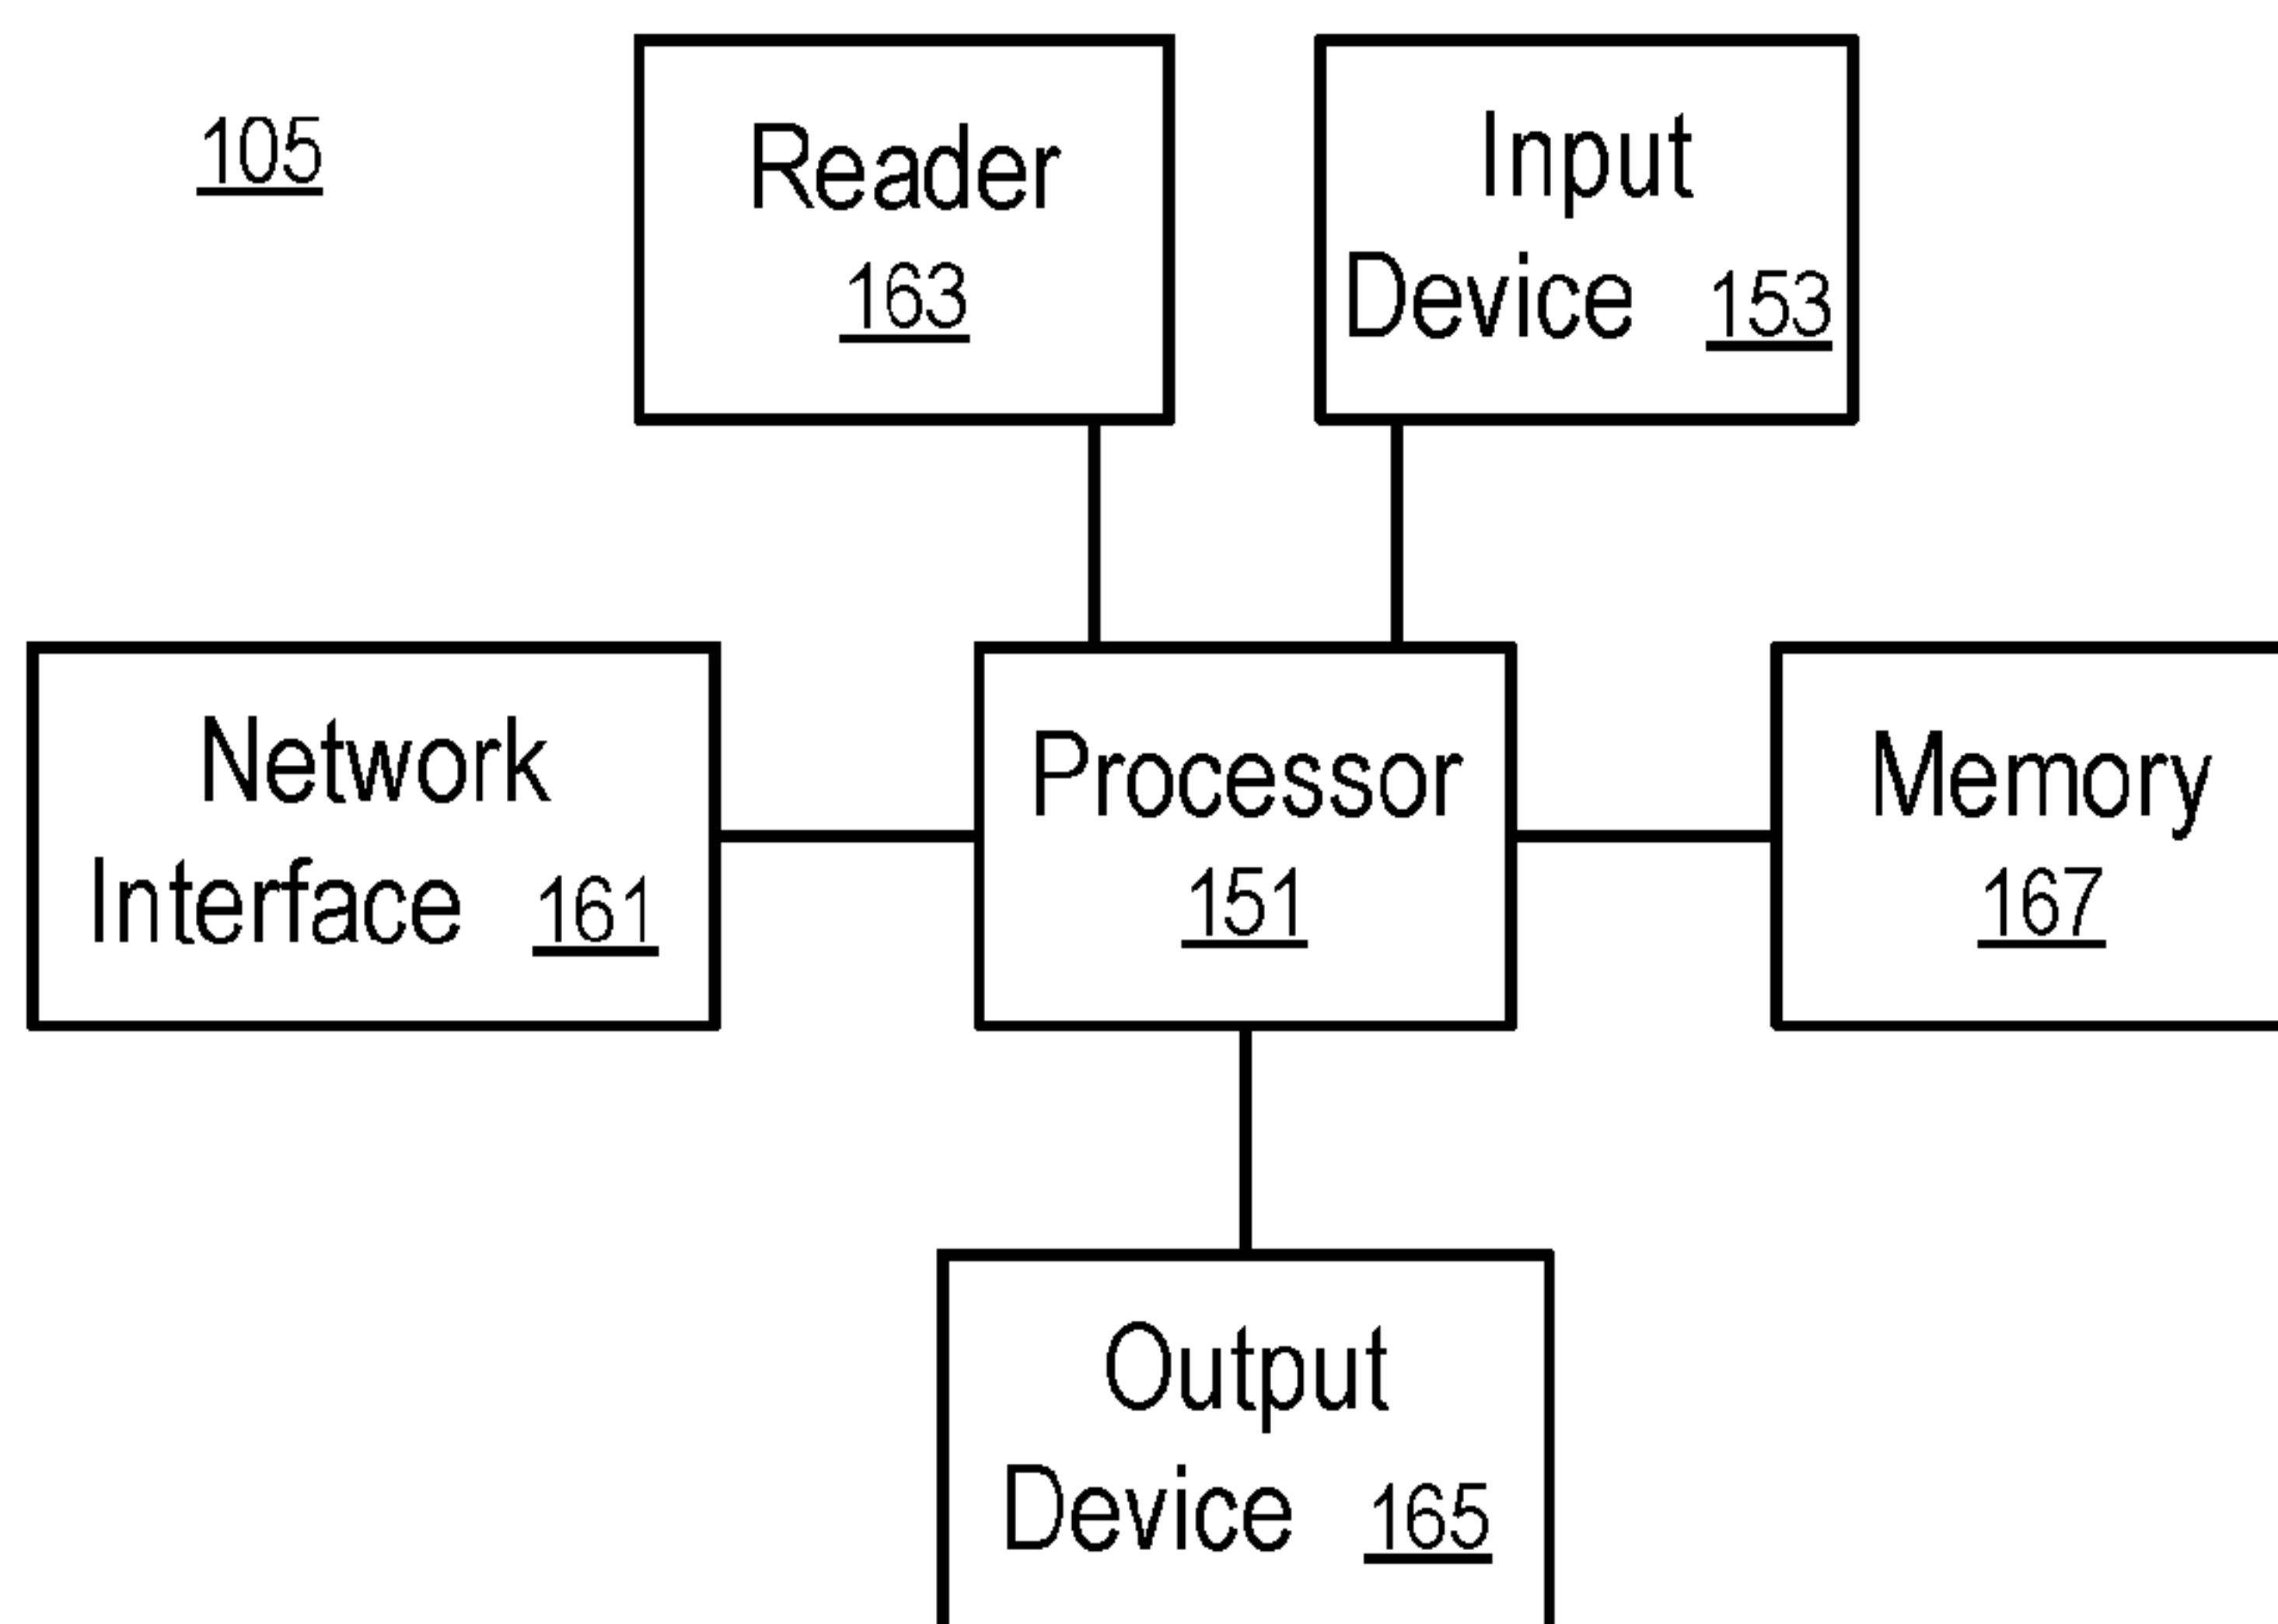 105
Reader
163
Input
Device 153
Network
Interface 161
Processor
151
Memory
167
Output
Device 165